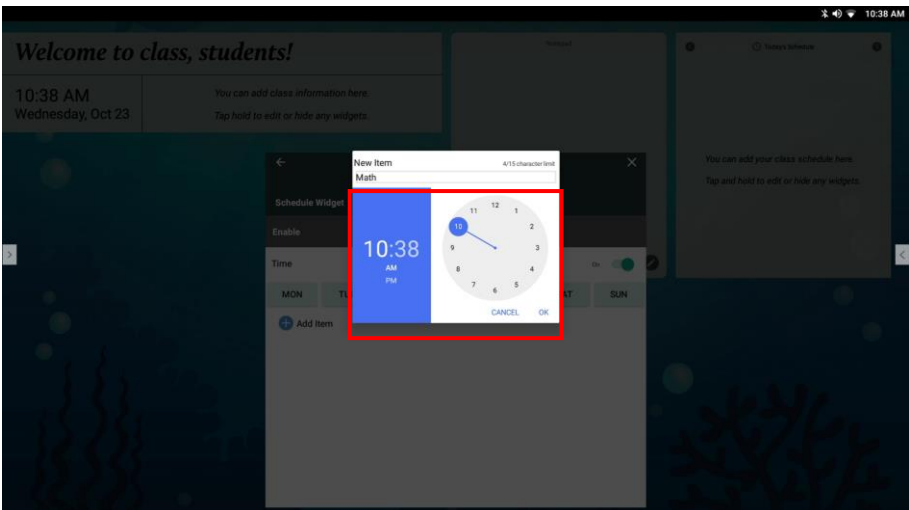 10:38 AM
Welcome to class, students!
10:38 AM
Wednesday, Oct 23
You can add class information here.
Tap hold to edit or hide any widgets.
Today's Schedule
You can add your class schedule here.
Tap and hold to edit or hide any widgets.
New Item
4/15 character limit
Math
Schedule Widget
Enable
Time
On
MON
TU
AT
SUN
Add Item
10:38
AM
PM
12
1
2
3
4
5
6
7
8
9
10
11
CANCEL
OK